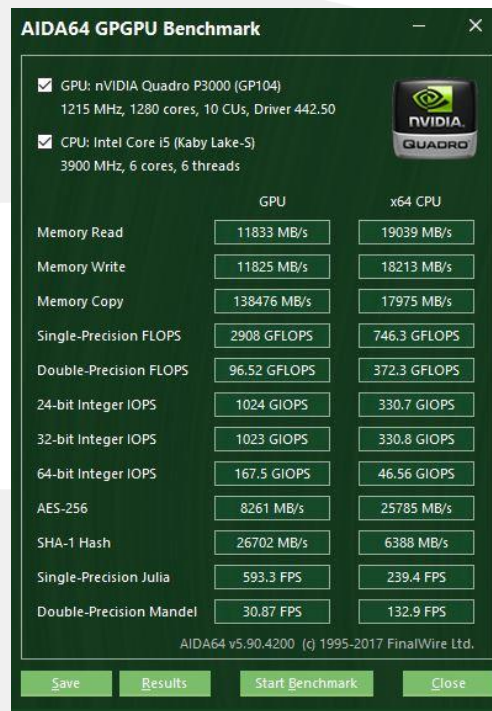 AIDA64 GPGPU Benchmark
GPU: nVIDIA Quadro P3000 (GP104)
1215 MHz, 1280 cores, 10 CUs, Driver 442.50
CPU: Intel Core i5 (Kaby Lake-S)
3900 MHz, 6 cores, 6 threads
NVIDIA.
QUADRO
GPU x64 CPU
Memory Read 11833 MB/s 19039 MB/s
Memory Write 11825 MB/s 18213 MB/s
Memory Copy 138476 MB/s 17975 MB/s
Single-Precision FLOPS 2908 GFLOPS 746.3 GFLOPS
Double-Precision FLOPS 96.52 GFLOPS 372.3 GFLOPS
24-bit Integer IOPS 1024 GIOPS 330.7 GIOPS
32-bit Integer IOPS 1023 GIOPS 330.8 GIOPS
64-bit Integer IOPS 167.5 GIOPS 46.56 GIOPS
AES-256 8261 MB/s 25785 MB/s
SHA-1 Hash 26702 MB/s 6388 MB/s
Single-Precision Julia 593.3 FPS 239.4 FPS
Double-Precision Mandel 30.87 FPS 132.9 FPS
AIDA64 v5.90.4200 (c) 1995-2017 FinalWire Ltd.
Save Results Start Benchmark Close